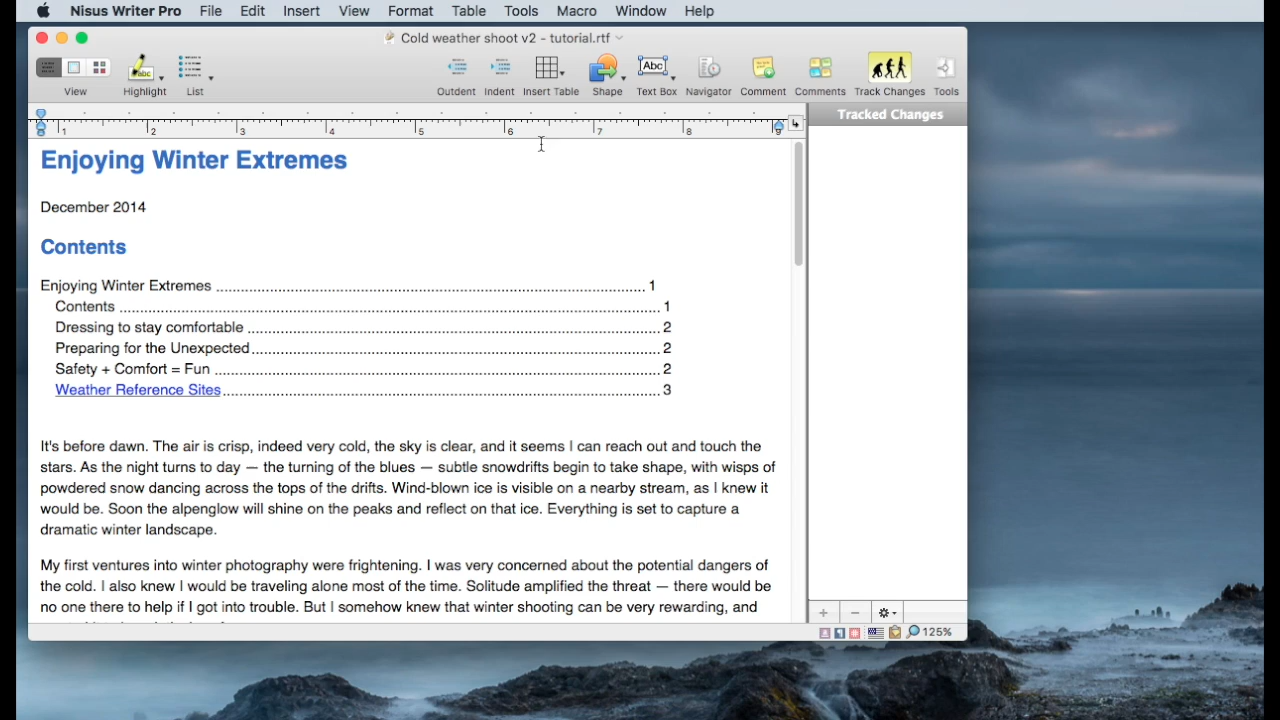 Nisus Writer Pro File Edit Insert View Format Table Tools Macro Window Help
Cold weather shoot v2 - tutorial.rtf
abc Abc
View Highlight List Outdent Indent Insert Table Shape Text Box Navigator Comment Comments Track Changes Tools
Tracked Changes
1 2 3 4 5 6 7 8 9
Enjoying Winter Extremes
December 2014
Contents
Enjoying Winter Extremes ........................................ 1
Contents ........................................ 1
Dressing to stay comfortable ........................................ 2
Preparing for the Unexpected ........................................ 2
Safety + Comfort = Fun ........................................ 2
Weather Reference Sites ........................................ 3
It's before dawn. The air is crisp, indeed very cold, the sky is clear, and it seems I can reach out and touch the
stars. As the night turns to day — the turning of the blues — subtle snowdrifts begin to take shape, with wisps of
powdered snow dancing across the tops of the drifts. Wind-blown ice is visible on a nearby stream, as I knew it
would be. Soon the alpenglow will shine on the peaks and reflect on that ice. Everything is set to capture a
dramatic winter landscape.
My first ventures into winter photography were frightening. I was very concerned about the potential dangers of
the cold. I also knew I would be traveling alone most of the time. Solitude amplified the threat — there would be
no one there to help if I got into trouble. But I somehow knew that winter shooting can be very rewarding, and
125%